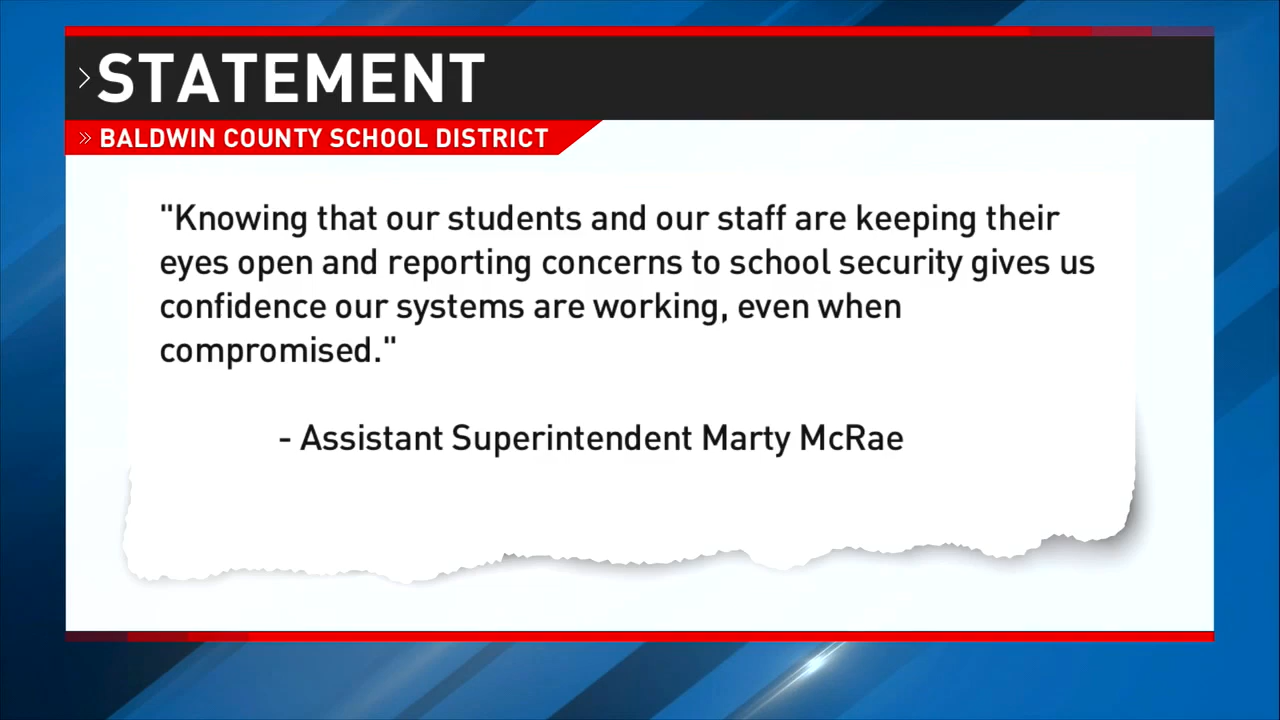 STATEMENT
BALDWIN COUNTY SCHOOL DISTRICT
"Knowing that our students and our staff are keeping their
eyes open and reporting concerns to school security gives us
confidence our systems are working, even when
compromised."
- Assistant Superintendent Marty McRae